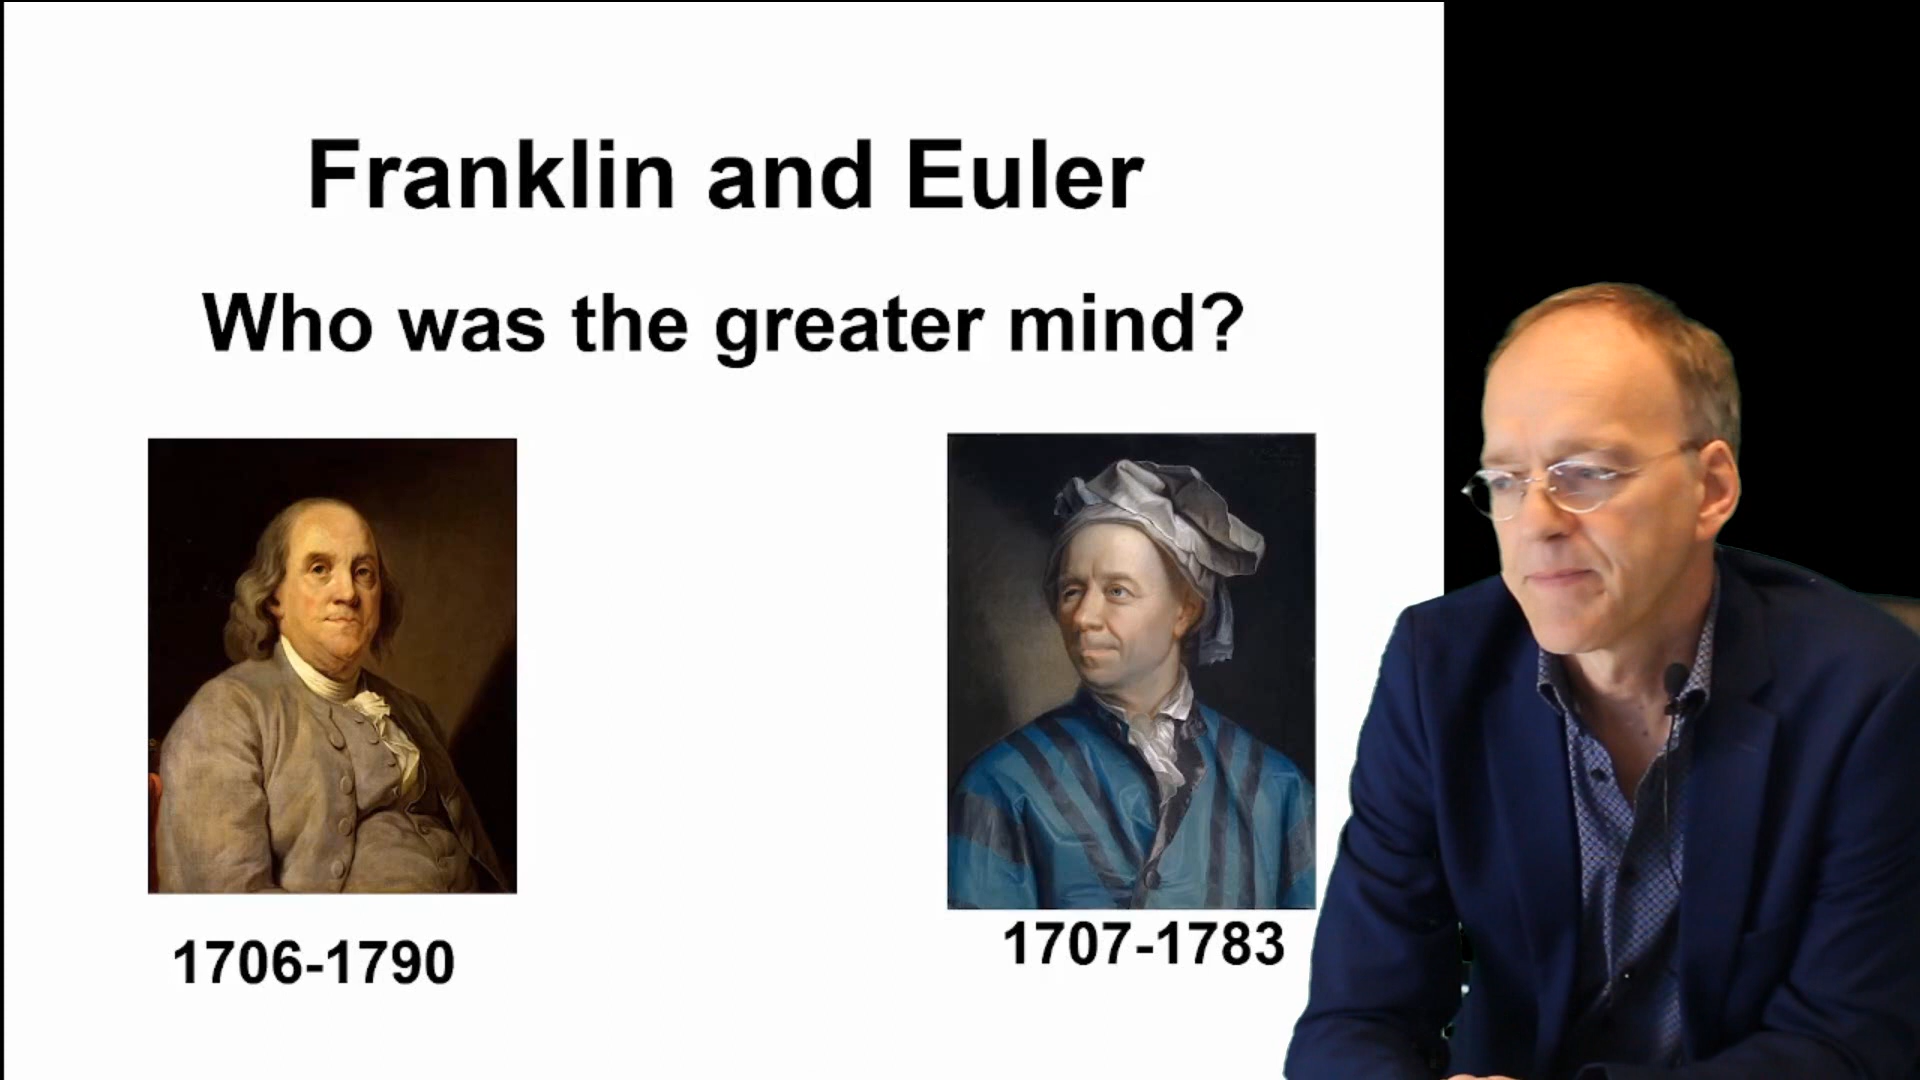 Franklin and Euler
Who was the greater mind?
1706-1790
1707-1783